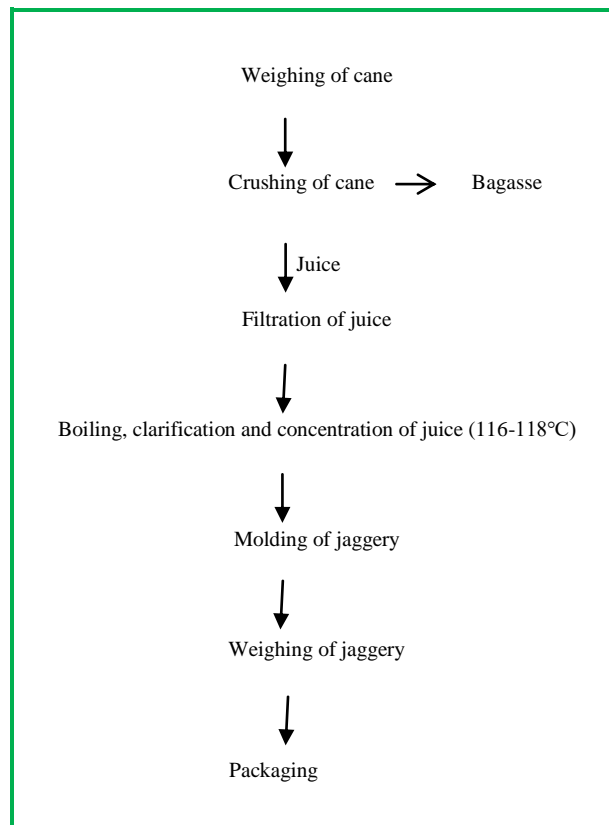 Weighing of cane
Crushing of cane
Bagasse
Juice
Filtration of juice
Boiling, clarification and concentration of juice (116-118°C)
Molding of jaggery
Weighing of jaggery
Packaging